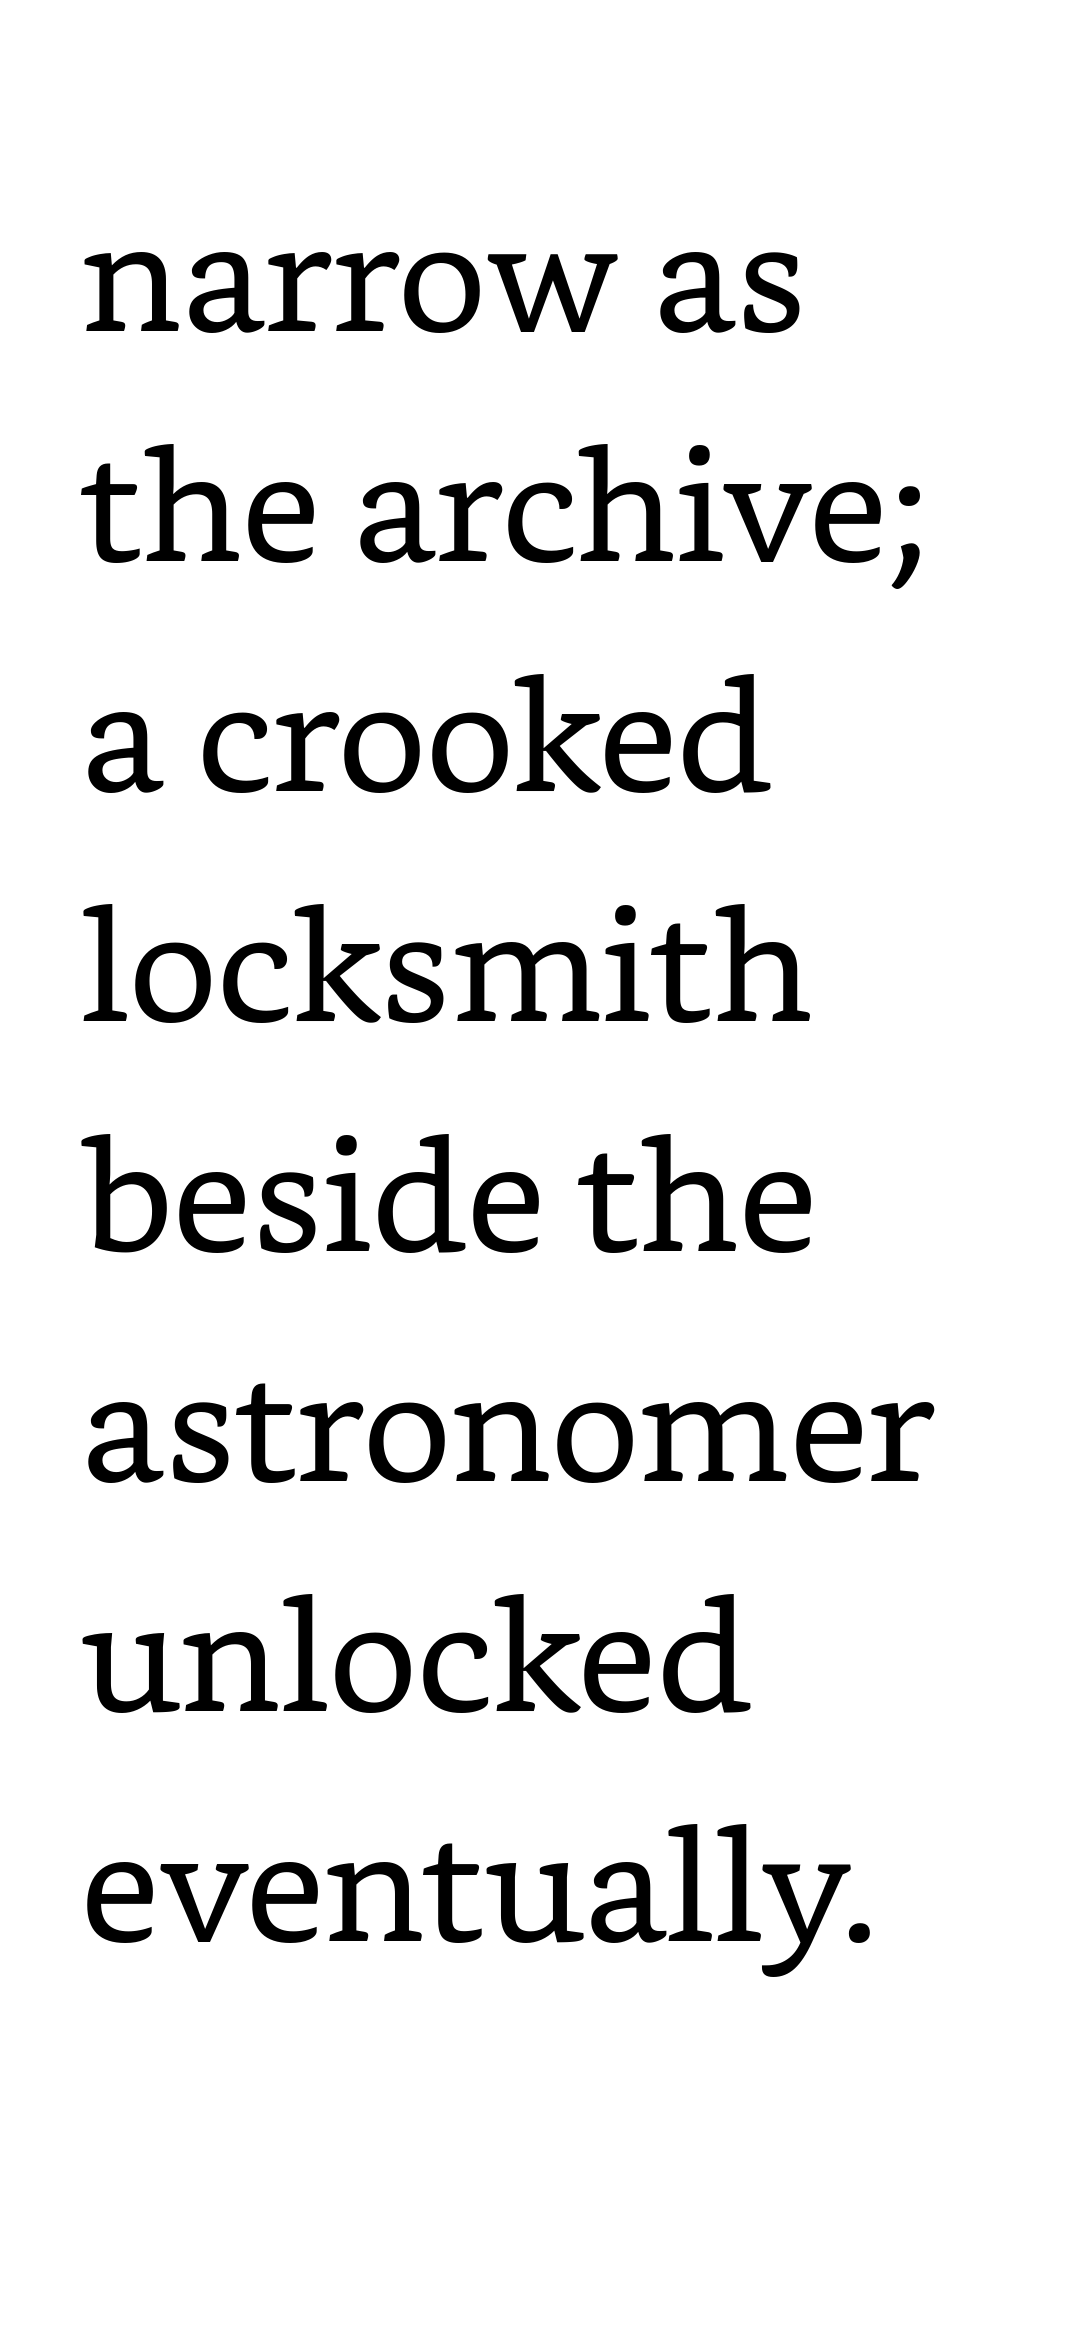 narrow as
the archive;
a crooked
locksmith
beside the
astronomer
unlocked
eventually.